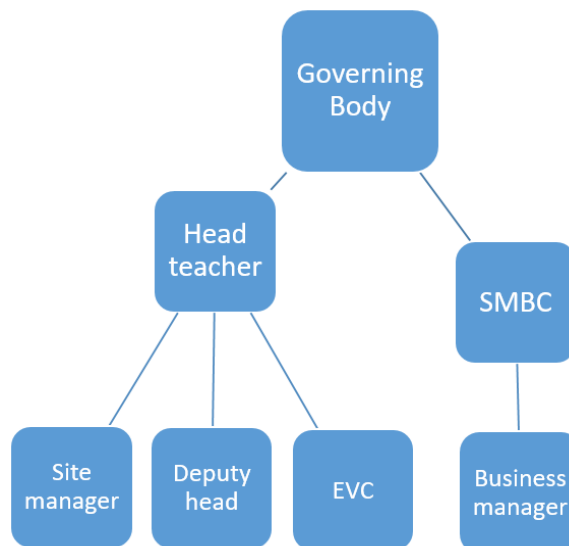 Governing
Body
Head
teacher
SMBC
Site
manager
Deputy
head
EVC
Business
manager